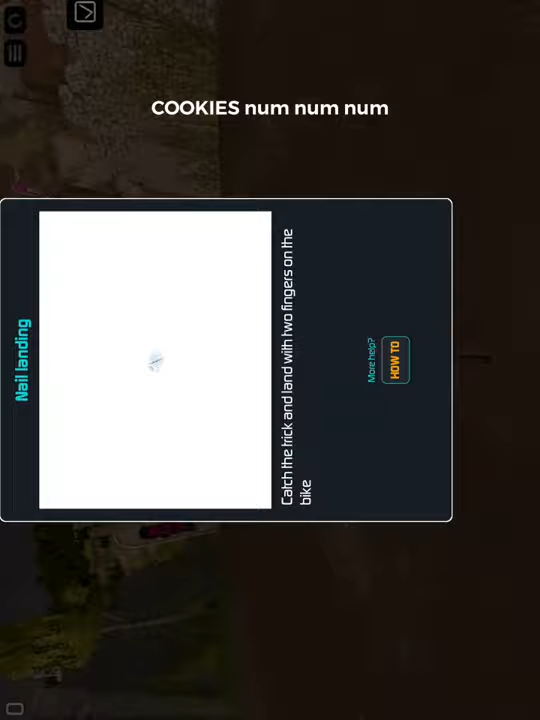 COOKIES num num num
Nail landing
Catch the trick and land with two fingers on the
bike
More help?
HOW TO